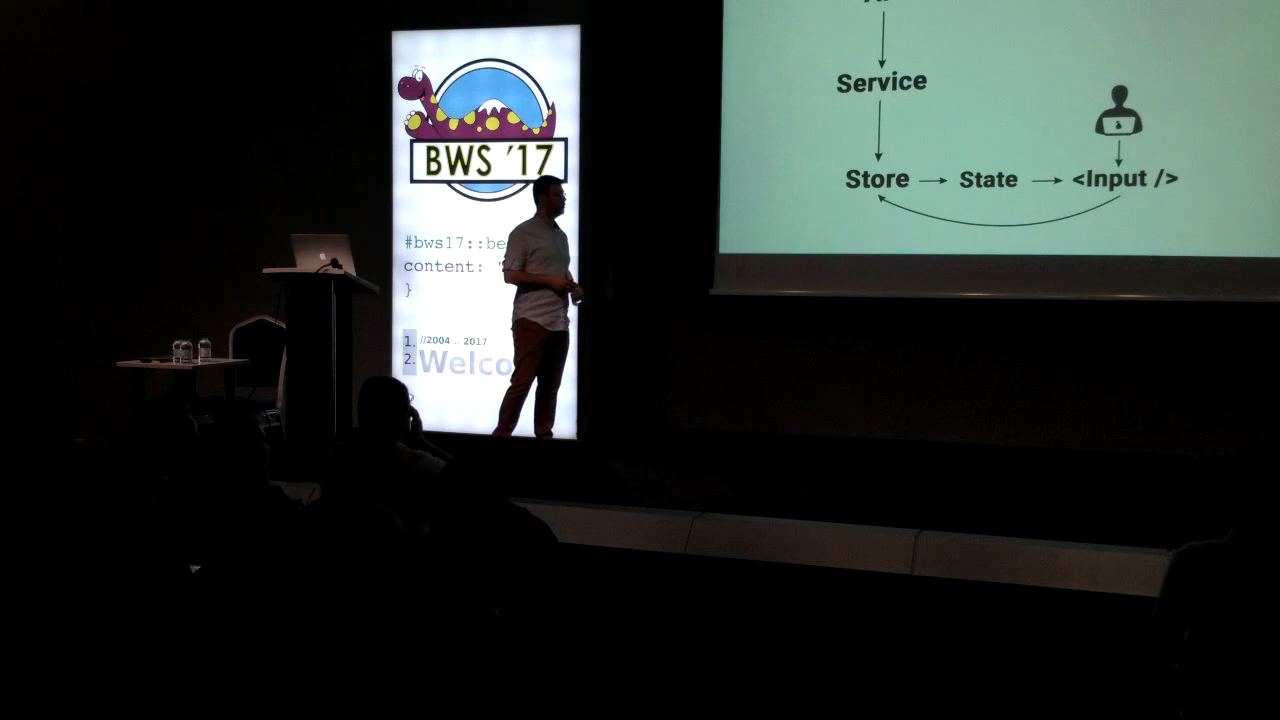 BWS '17
#bws17::be
content: "
}
1. //2004 .. 2017
2. Welco
Service
Store
State
<Input />